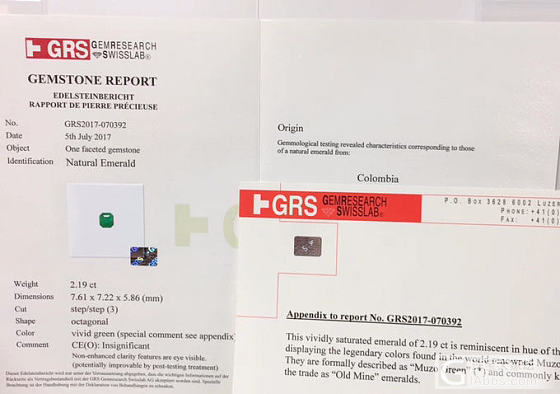 GRS GEMRESEARCH SWISSLAB®
GEMSTONE REPORT
EDELSTEINBERICHT
RAPPORT DE PIERRE PRÉCIEUSE
No. GRS2017-070392
Date 5th July 2017
Object One faceted gemstone
Identification Natural Emerald
Weight 2.19 ct
Dimensions 7.61 x 7.22 x 5.86 (mm)
Cut step/step (3)
Shape octagonal
Color vivid green (special comment see appendix)
Comment CE(O): Insignificant
Non-enhanced clarity features are eye visible.
(potentially improvable by post-testing treatment)
Origin
Gemmological testing revealed characteristics corresponding to those
of a natural emerald from:
Colombia
GRS GEMRESEARCH SWISSLAB®
P.O. Box 3628 6002 Luzer
Phone: +41(0)
Fax: +41(0)
Appendix to report No. GRS2017-070392
This vividly saturated emerald of 2.19 ct is reminiscent in hue of th
displaying the legendary colors found in the world renowned Muzo
They are formally described as "Muzo Green" and commonly k
the trade as "Old Mine" emeralds.